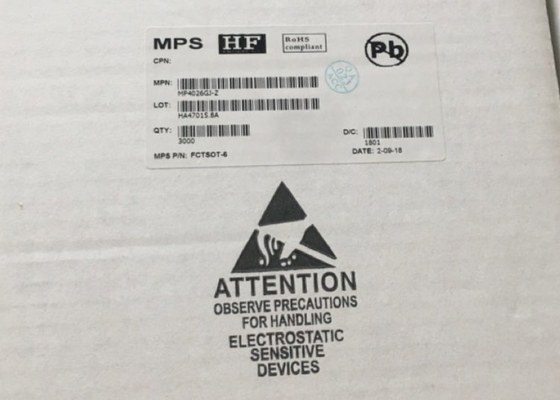 MPS HF RoHS compliant Pb
CPN:
MPN:
MP4026GJ-Z
LOT:
HA47015.8A
QTY: D/C:
3000 1801
MPS P/N: FCTSOT-6 DATE: 2-09-18
ATTENTION
OBSERVE PRECAUTIONS
FOR HANDLING
ELECTROSTATIC
SENSITIVE
DEVICES